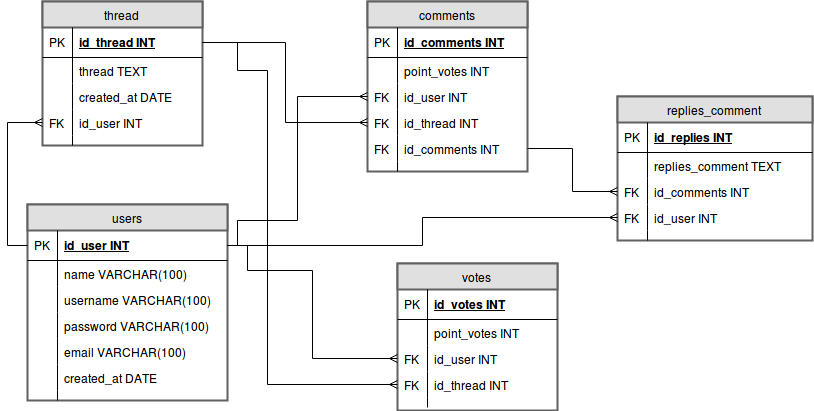 thread
PK id_thread INT
thread TEXT
created_at DATE
FK id_user INT
comments
PK id_comments INT
point_votes INT
FK id_user INT
FK id_thread INT
FK id_comments INT
replies_comment
PK id_replies INT
replies_comment TEXT
FK id_comments INT
FK id_user INT
users
PK id_user INT
name VARCHAR(100)
username VARCHAR(100)
password VARCHAR(100)
email VARCHAR(100)
created_at DATE
votes
PK id_votes INT
point_votes INT
FK id_user INT
FK id_thread INT